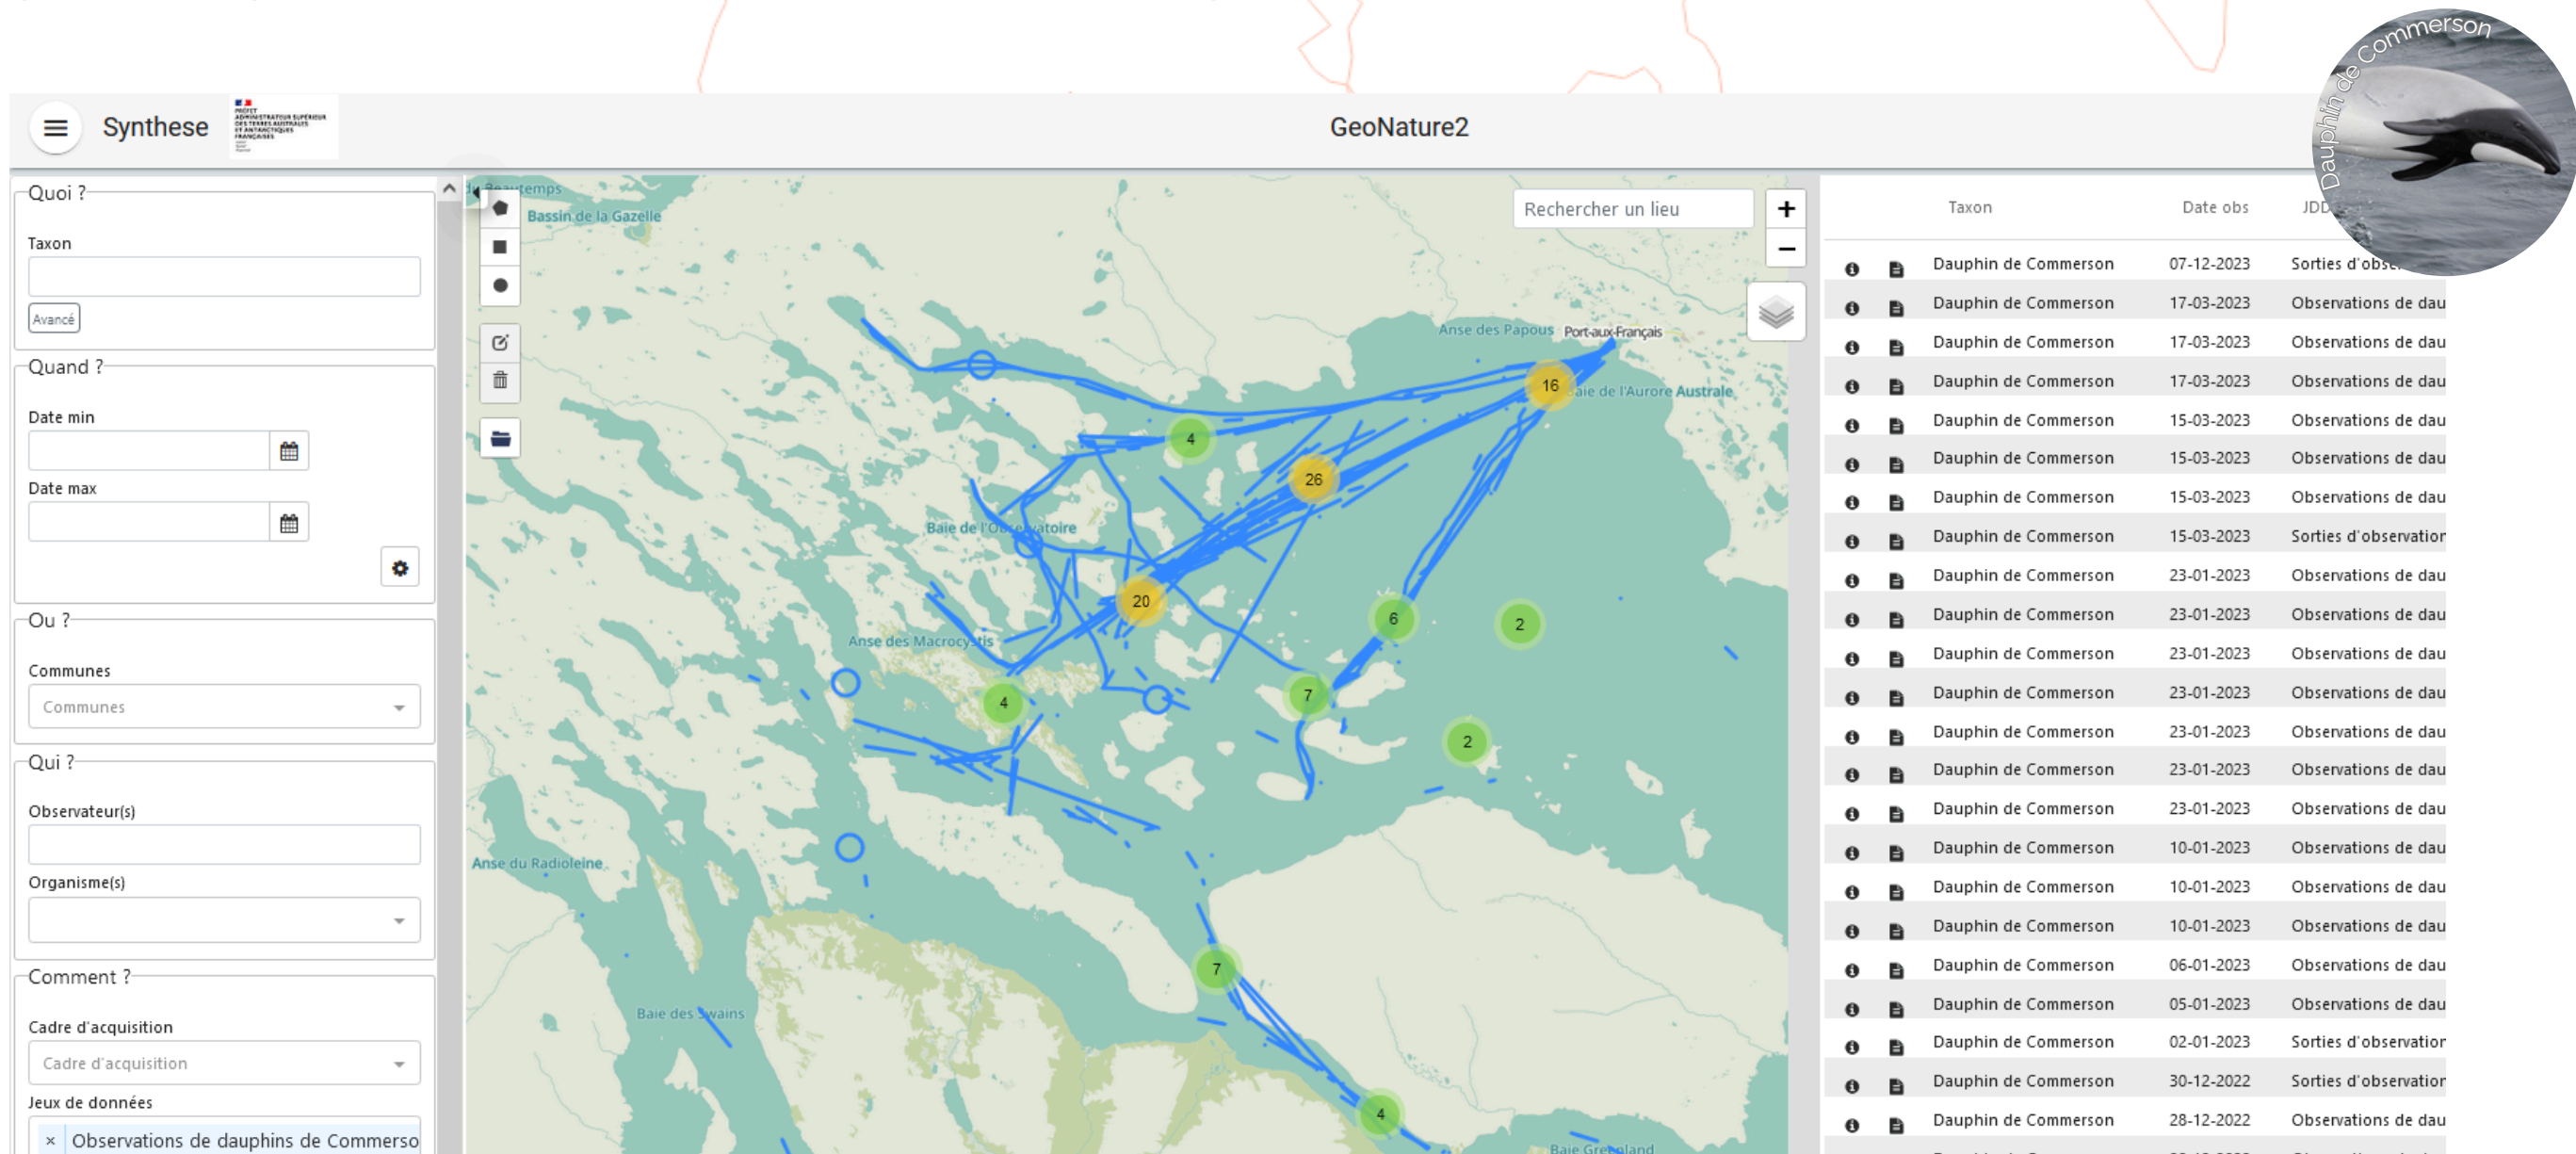 Dauphin de Commerson
Synthese
PRÉFET
ADMINISTRATEUR SUPÉRIEUR
DES TERRES AUSTRALES
ET ANTARCTIQUES
FRANÇAISES
GeoNature2
Quoi ?
Taxon
Avancé
Quand ?
Date min
Date max
Ou ?
Communes
Communes
Qui ?
Observateur(s)
Organisme(s)
Comment ?
Cadre d'acquisition
Cadre d'acquisition
Jeux de données
× Observations de dauphins de Commerso
Bassin de la Gazelle
Rechercher un lieu
+
−
Anse des Papous
Port-aux-Français
16
Baie de l'Aurore Australe
4
26
Baie de l'Observatoire
20
6
2
Anse des Macrocystis
4
7
2
Anse du Radioleine
7
Baie des Swains
4
Baie Greenland
Taxon Date obs JDD
Dauphin de Commerson 07-12-2023 Sorties d'obse
Dauphin de Commerson 17-03-2023 Observations de dau
Dauphin de Commerson 17-03-2023 Observations de dau
Dauphin de Commerson 17-03-2023 Observations de dau
Dauphin de Commerson 15-03-2023 Observations de dau
Dauphin de Commerson 15-03-2023 Observations de dau
Dauphin de Commerson 15-03-2023 Observations de dau
Dauphin de Commerson 15-03-2023 Sorties d'observation
Dauphin de Commerson 23-01-2023 Observations de dau
Dauphin de Commerson 23-01-2023 Observations de dau
Dauphin de Commerson 23-01-2023 Observations de dau
Dauphin de Commerson 23-01-2023 Observations de dau
Dauphin de Commerson 23-01-2023 Observations de dau
Dauphin de Commerson 23-01-2023 Observations de dau
Dauphin de Commerson 23-01-2023 Observations de dau
Dauphin de Commerson 10-01-2023 Observations de dau
Dauphin de Commerson 10-01-2023 Observations de dau
Dauphin de Commerson 10-01-2023 Observations de dau
Dauphin de Commerson 06-01-2023 Observations de dau
Dauphin de Commerson 05-01-2023 Observations de dau
Dauphin de Commerson 02-01-2023 Sorties d'observation
Dauphin de Commerson 30-12-2022 Sorties d'observation
Dauphin de Commerson 28-12-2022 Observations de dau